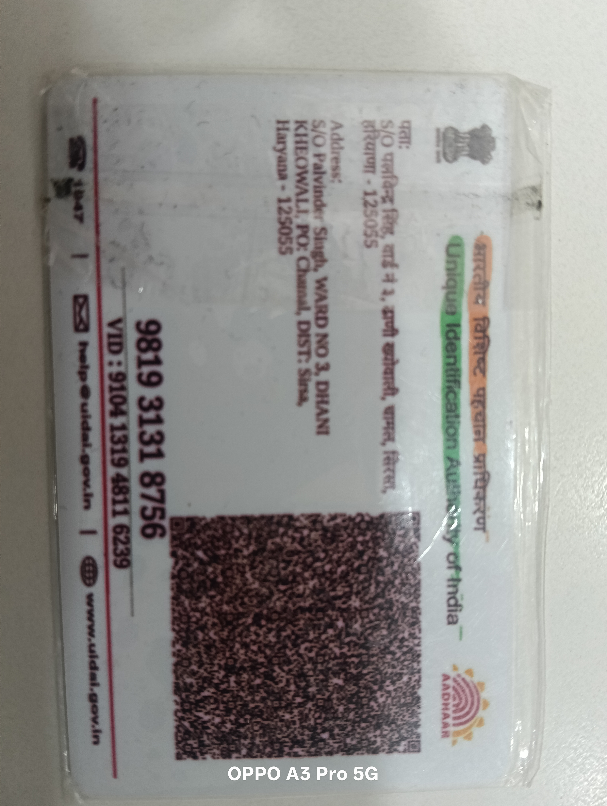 भारतीय विशिष्ट पहचान प्राधिकरण
Unique Identification Authority of India
AADHAAR
पता:
S/O पलविन्द्र सिंह, वार्ड नं 3, ढाणी खेओवाली, चामल, सिरसा,
हरियाणा - 125055
Address:
S/O Palvinder Singh, WARD NO 3, DHANI
KHEOWALI, PO: Chamal, DIST: Sirsa,
Haryana - 125055
9819 3131 8756
VID : 9104 1319 4811 6239
1947 | help@uidai.gov.in | www.uidai.gov.in
OPPO A3 Pro 5G